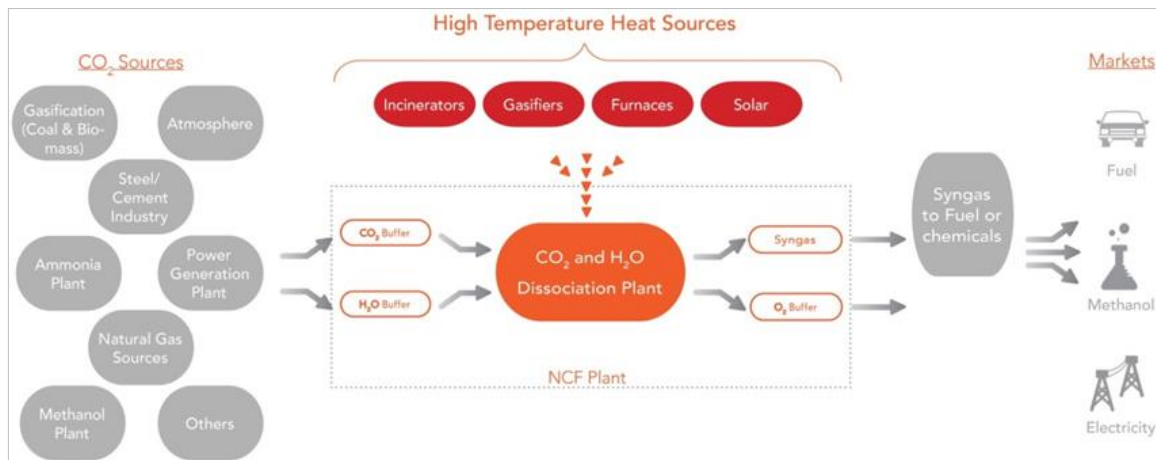 High Temperature Heat Sources
CO₂ Sources
Markets
Gasification
(Coal & Bio-
mass)
Atmosphere
Incinerators
Gasifiers
Furnaces
Solar
Steel/
Cement
Industry
Fuel
Ammonia
Plant
Power
Generation
Plant
CO₂ Buffer
H₂O Buffer
CO₂ and H₂O
Dissociation Plant
Syngas
O₂ Buffer
Syngas
to Fuel or
chemicals
Methanol
Natural Gas
Sources
NCF Plant
Methanol
Plant
Others
Electricity